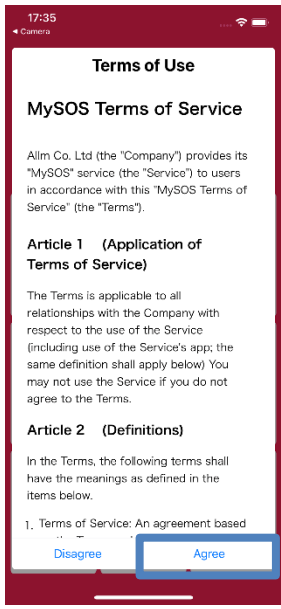 17:35
◀ Camera
Terms of Use
MySOS Terms of Service
Allm Co. Ltd (the "Company") provides its
"MySOS" service (the "Service") to users
in accordance with this "MySOS Terms of
Service" (the "Terms").
Article 1 (Application of
Terms of Service)
The Terms is applicable to all
relationships with the Company with
respect to the use of the Service
(including use of the Service's app; the
same definition shall apply below) You
may not use the Service if you do not
agree to the Terms.
Article 2 (Definitions)
In the Terms, the following terms shall
have the meanings as defined in the
items below.
1. Terms of Service: An agreement based
Disagree
Agree